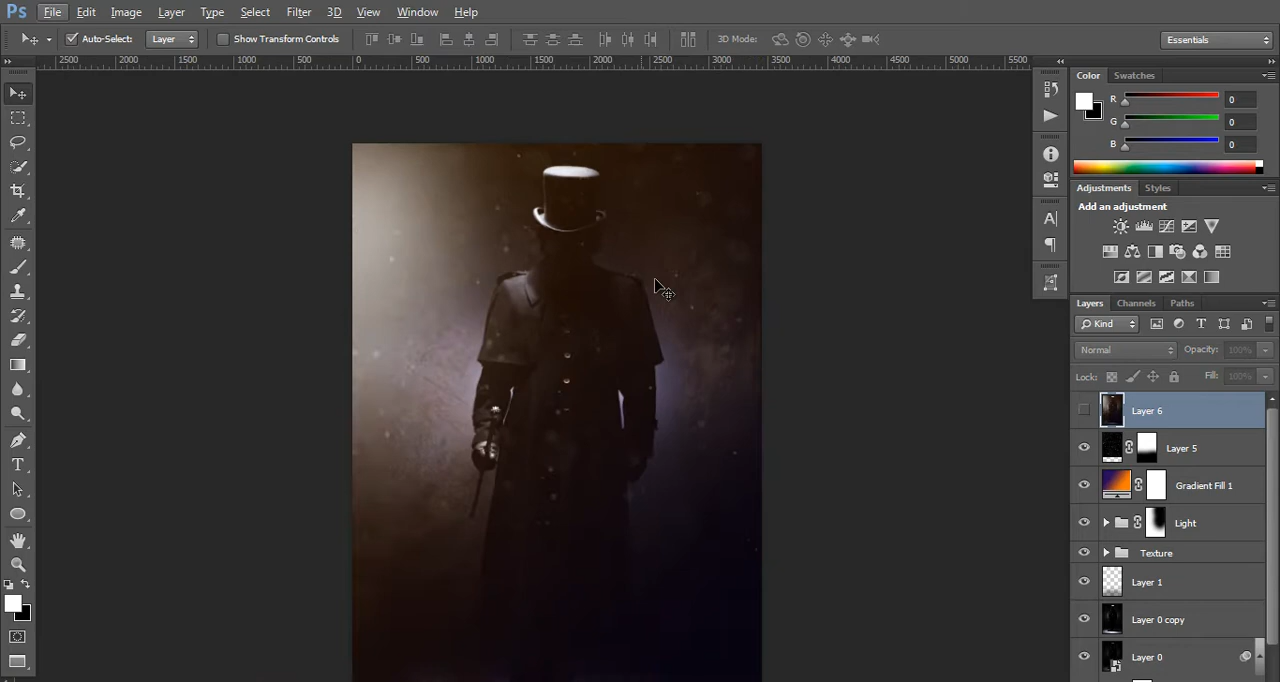 Ps File Edit Image Layer Type Select Filter 3D View Window Help
Auto-Select: Layer Show Transform Controls 3D Mode: Essentials
2500 2000 1500 1000 500 0 500 1000 1500 2000 2500 3000 3500 4000 4500 5000 5500
Color Swatches
R 0
G 0
B 0
Adjustments Styles
Add an adjustment
Layers Channels Paths
Kind
Normal Opacity: 100%
Lock: Fill: 100%
Layer 6
Layer 5
Gradient Fill 1
Light
Texture
Layer 1
Layer 0 copy
Layer 0